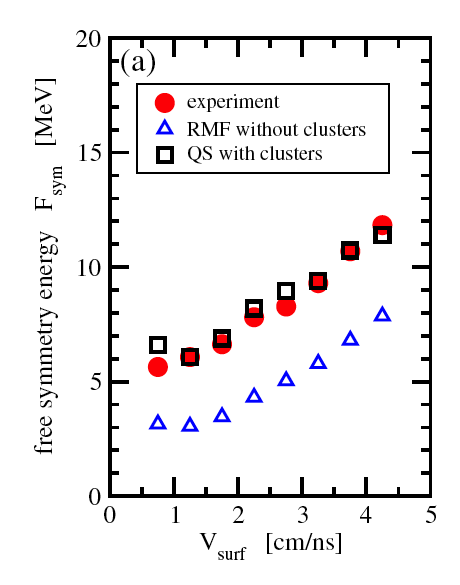 (a)
experiment
RMF without clusters
QS with clusters
free symmetry energy F_sym [MeV]
20
15
10
5
0
0 1 2 3 4 5
V_surf [cm/ns]